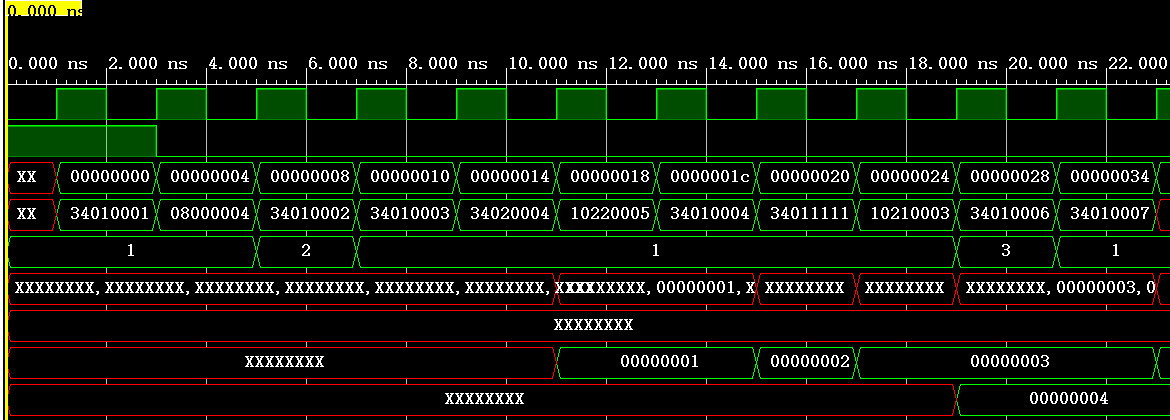 0.000 ns
0.000 ns 2.000 ns 4.000 ns 6.000 ns 8.000 ns 10.000 ns 12.000 ns 14.000 ns 16.000 ns 18.000 ns 20.000 ns 22.000
XX 00000000 00000004 00000008 00000010 00000014 00000018 0000001c 00000020 00000024 00000028 00000034
XX 34010001 08000004 34010002 34010003 34020004 10220005 34010004 34011111 10210003 34010006 34010007
1 2 1 3 1
XXXXXXXX,XXXXXXXX,XXXXXXXX,XXXXXXXX,XXXXXXXX,XXXXXXXX, XXXXXXXX,00000001,X XXXXXXXX XXXXXXXX XXXXXXXX,00000003,0
XXXXXXXX
XXXXXXXX 00000001 00000002 00000003
XXXXXXXX 00000004